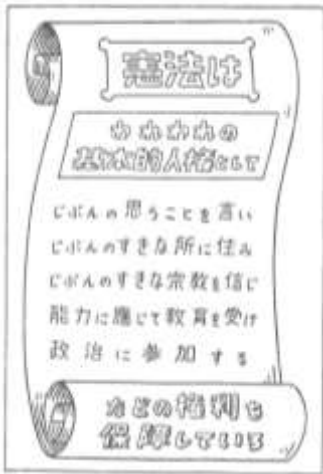 憲法は
われわれの
基本的人権として
じぶんの思うことを言い
じぶんのすきな所に住み
じぶんのすきな宗教を信じ
能力に應じて教育を受け
政治に参加する
などの権利を
保障している